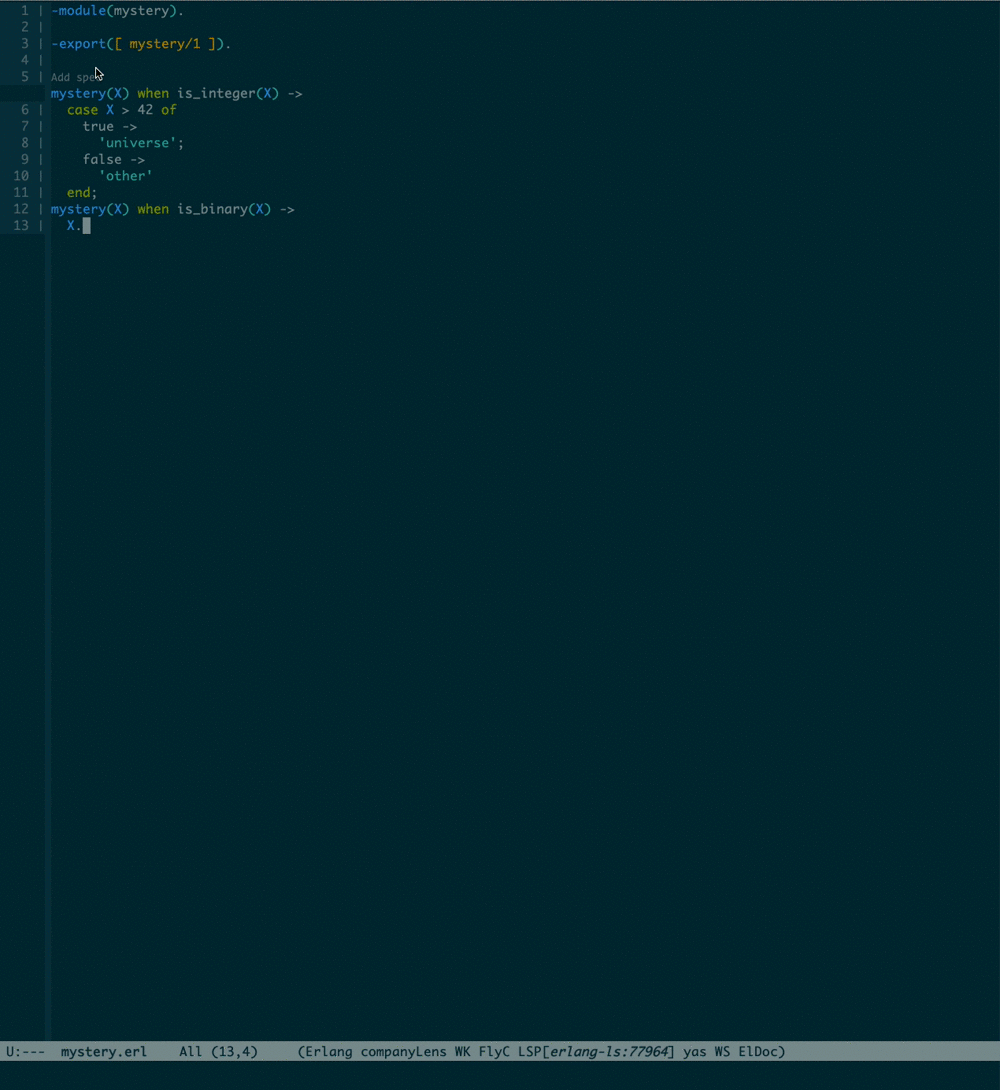 1 | -module(mystery).
2 |
3 | -export([ mystery/1 ]).
4 |
5 | Add spec
mystery(X) when is_integer(X) ->
6 |   case X > 42 of
7 |     true ->
8 |       'universe';
9 |     false ->
10 |       'other'
11 |   end;
12 | mystery(X) when is_binary(X) ->
13 |   X.
U:---  mystery.erl    All (13,4)     (Erlang companyLens WK FlyC LSP[erlang-ls:77964] yas WS ElDoc)